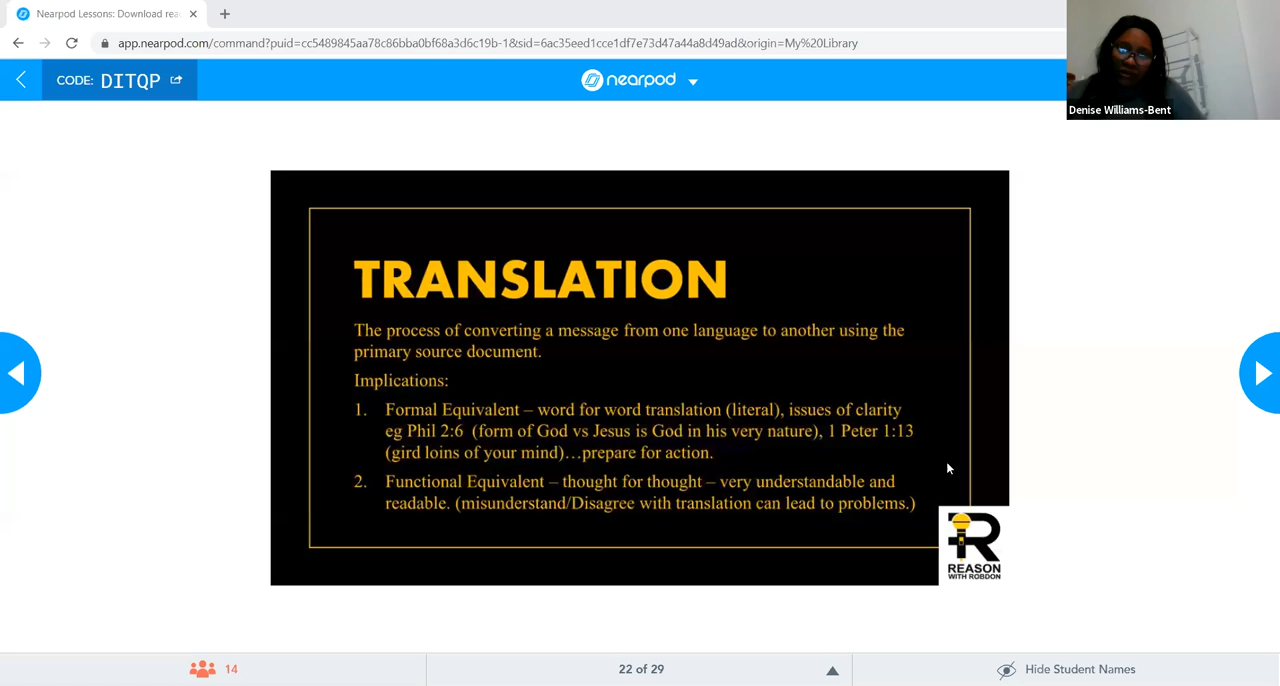 Nearpod Lessons: Download rea
app.nearpod.com/command?puid=cc5489845aa78c86bba0bf68a3d6c19b-1&sid=6ac35eed1cce1df7e73d47a44a8d49ad&origin=My%20Library
Denise Williams-Bent
CODE: DITQP
nearpod
TRANSLATION
The process of converting a message from one language to another using the
primary source document.
Implications:
1. Formal Equivalent – word for word translation (literal), issues of clarity
eg Phil 2:6 (form of God vs Jesus is God in his very nature), 1 Peter 1:13
(gird loins of your mind)…prepare for action.
2. Functional Equivalent – thought for thought – very understandable and
readable. (misunderstand/Disagree with translation can lead to problems.)
R
REASON
WITH ROBDON
14
22 of 29
Hide Student Names